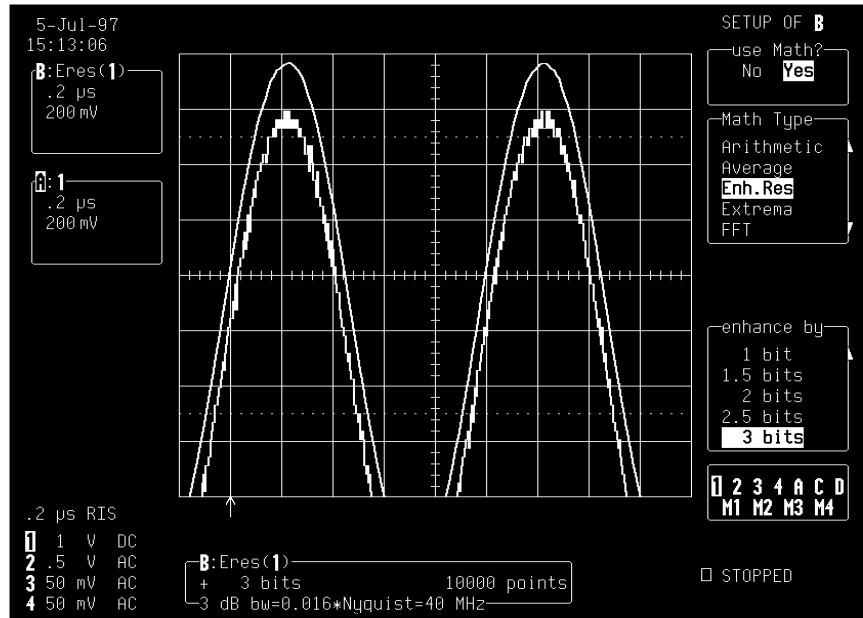 5-Jul-97
15:13:06
B:Eres(1)
.2 µs
200 mV
A:1
.2 µs
200 mV
.2 µs RIS
1 1 V DC
2 .5 V AC
3 50 mV AC
4 50 mV AC
B:Eres(1)
+ 3 bits 10000 points
3 dB bw=0.016*Nyquist=40 MHz
SETUP OF B
use Math?
No Yes
Math Type
Arithmetic
Average
Enh.Res
Extrema
FFT
enhance by
1 bit
1.5 bits
2 bits
2.5 bits
3 bits
1 2 3 4 A C D
M1 M2 M3 M4
□ STOPPED